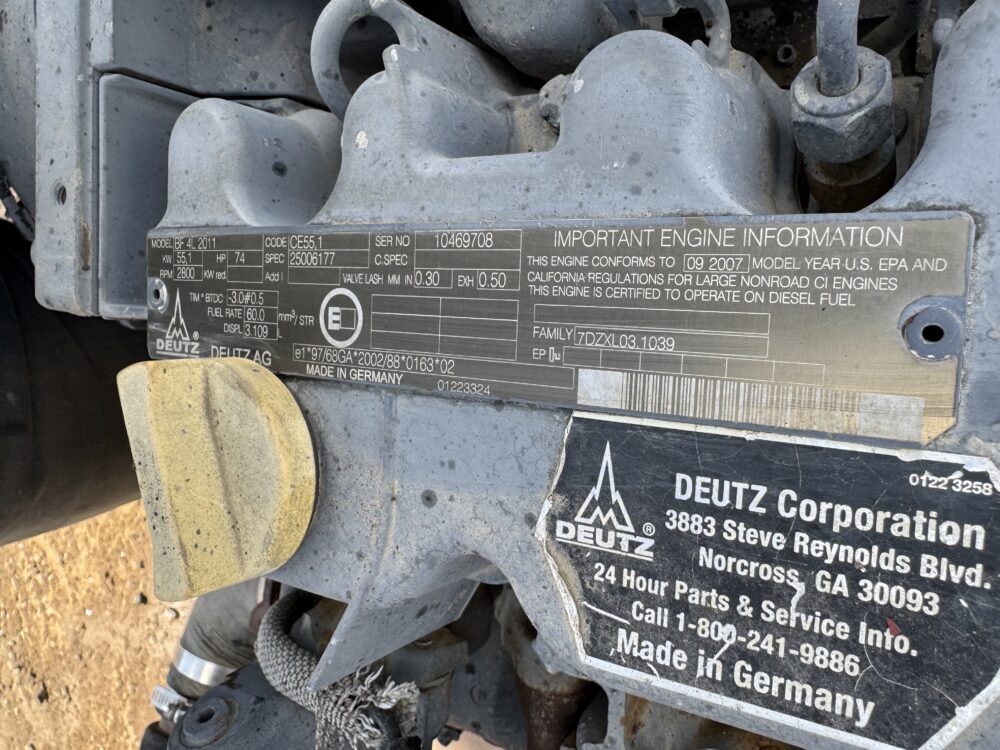 MODEL BF 4L 2011 CODE CE55,1 SER NO 10469708
KW 55,1 HP 74 SPEC 25006177 C.SPEC
RPM 2800 KW red. Add I VALVE LASH MM IN 0.30 EXH 0.50
TIM ° BTDC -3.0#0.5
FUEL RATE 60.0 mm³/STR
DISPL 3.109 L
DEUTZ ®
DEUTZ AG
E
e1*97/68GA*2002/88*0163*02
MADE IN GERMANY 01223324
IMPORTANT ENGINE INFORMATION
THIS ENGINE CONFORMS TO 09 2007 MODEL YEAR U.S. EPA AND
CALIFORNIA REGULATIONS FOR LARGE NONROAD CI ENGINES
THIS ENGINE IS CERTIFIED TO OPERATE ON DIESEL FUEL
FAMILY 7DZXL03.1039
EP
0122 3258
DEUTZ ®
DEUTZ Corporation
3883 Steve Reynolds Blvd.
Norcross, GA 30093
24 Hour Parts & Service Info.
Call 1-800-241-9886
Made in Germany